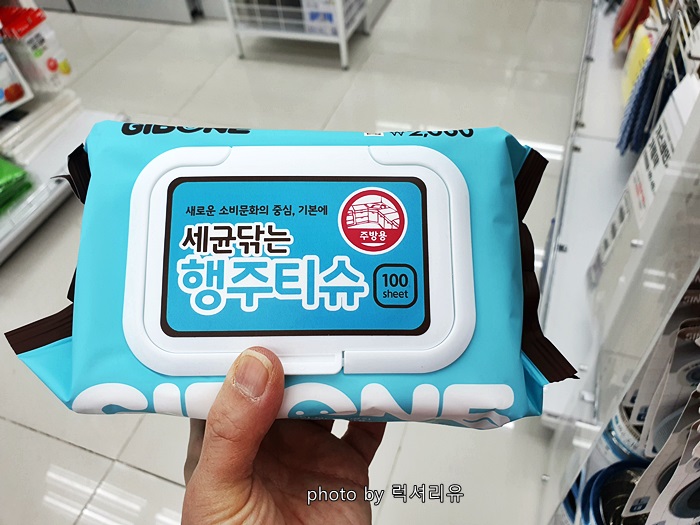 GIBONE
₩2,000
새로운 소비문화의 중심, 기본에
주방용
세균닦는
행주티슈
100
sheet
GIBONE
photo by 럭셔리유